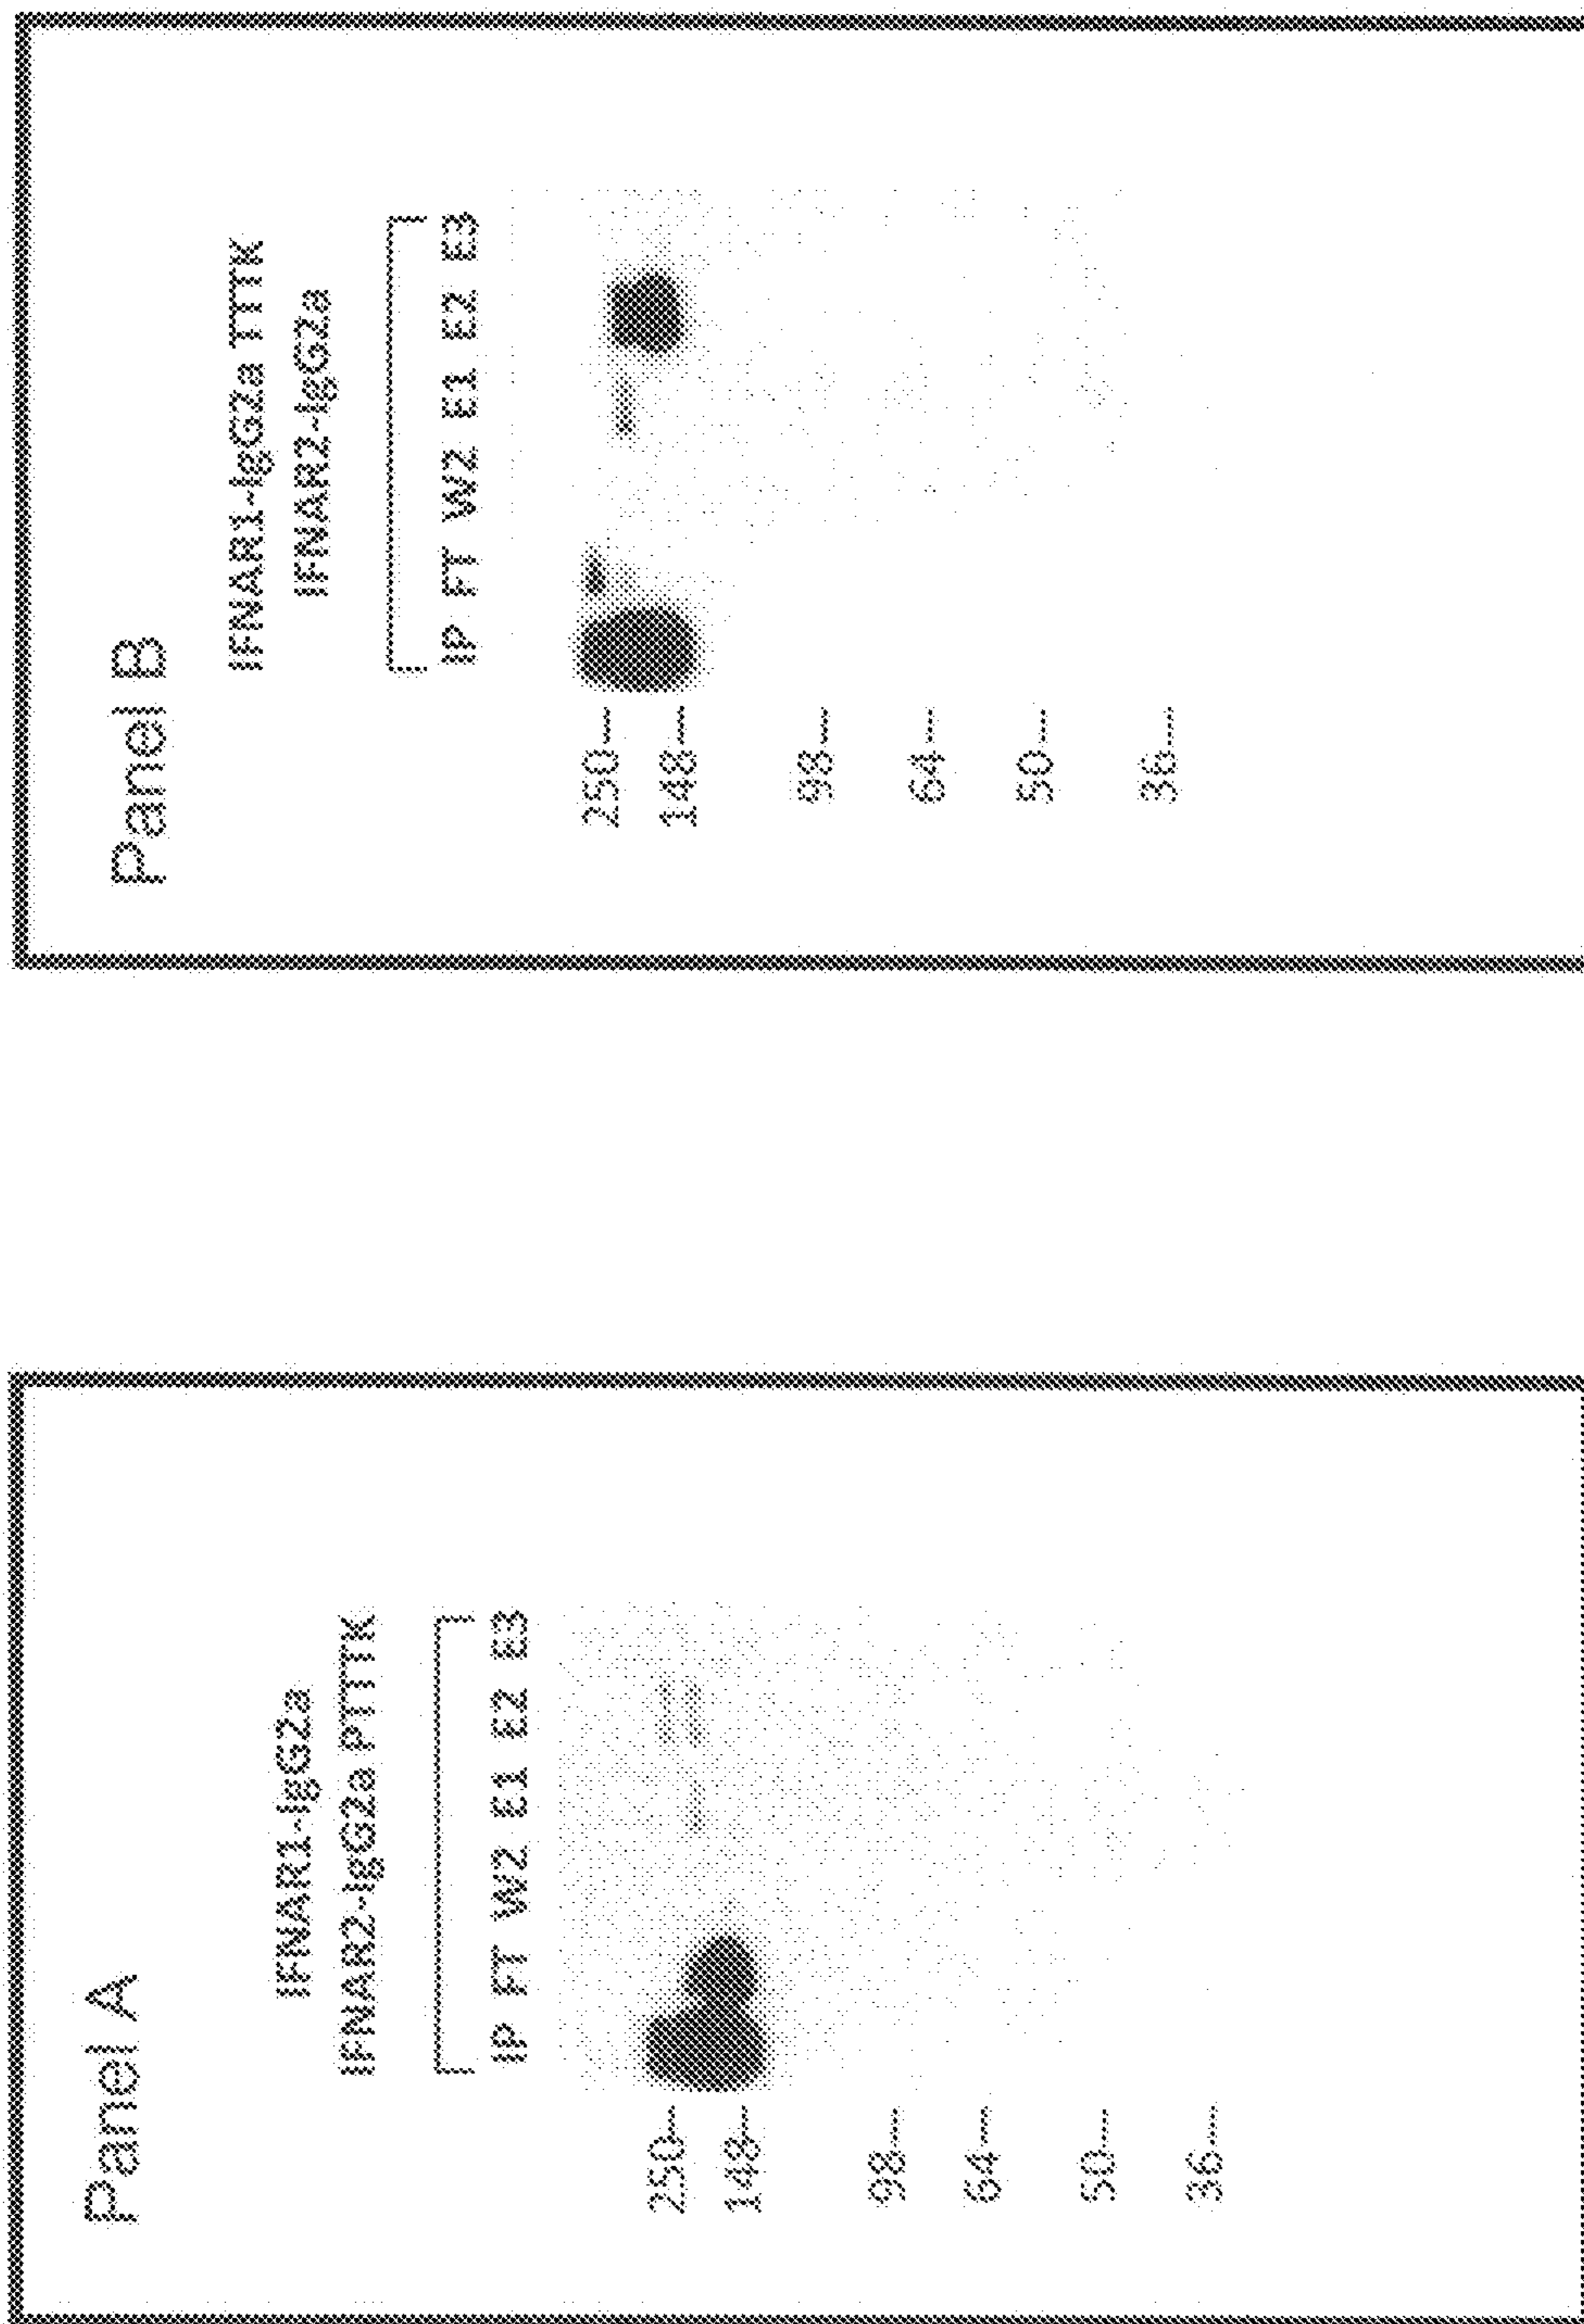 Panel A
IFNAR1-IgG2a
IFNAR2-IgG2a PTTTK
IP FT W2 E1 E2 E3
250
148
98
64
50
36
Panel B
IFNAR1-IgG2a TTTK
IFNAR2-IgG2a
IP FT W2 E1 E2 E3
250
148
98
64
50
36